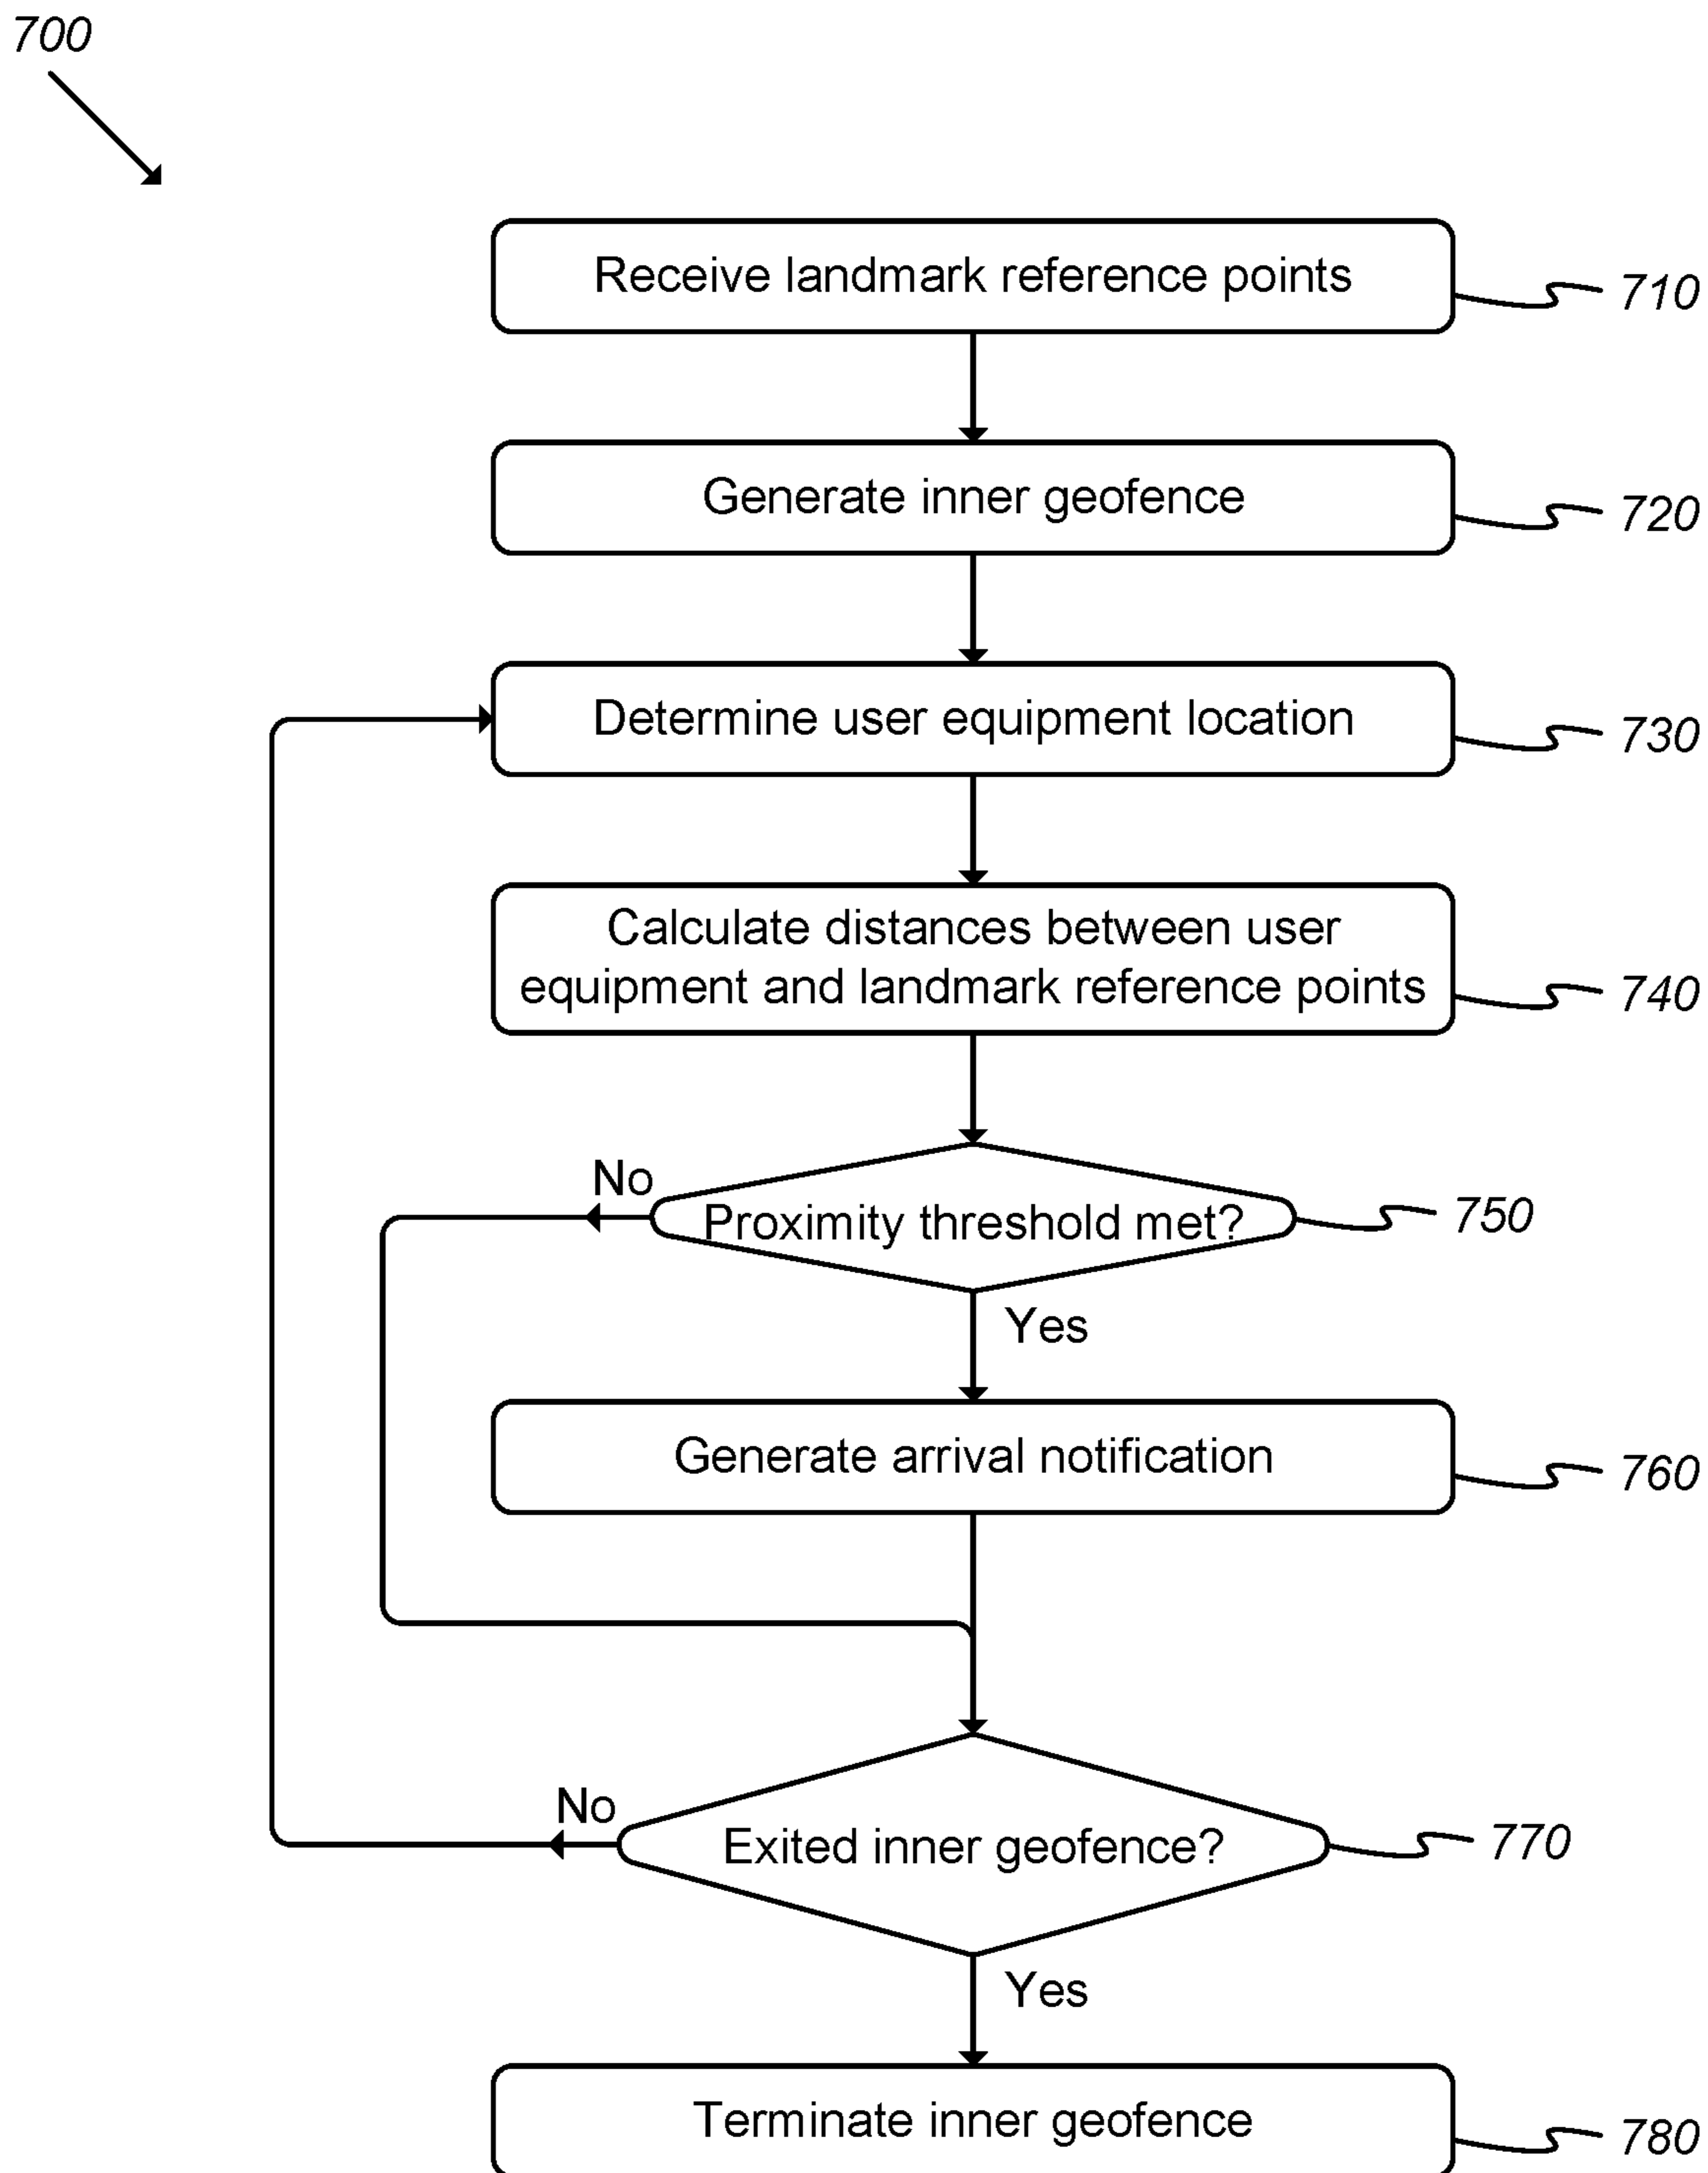 700
Receive landmark reference points
710
Generate inner geofence
720
Determine user equipment location
730
Calculate distances between user
equipment and landmark reference points
740
No
Proximity threshold met?
750
Yes
Generate arrival notification
760
No
Exited inner geofence?
770
Yes
Terminate inner geofence
780